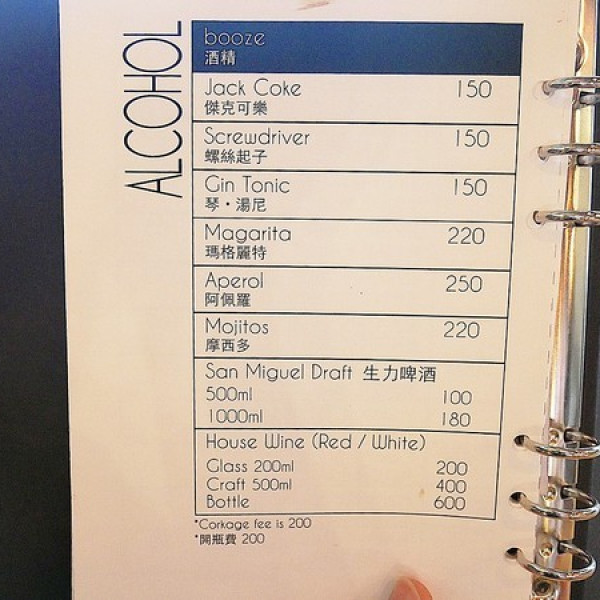 ALCOHOL
booze
酒精
Jack Coke 150
傑克可樂
Screwdriver 150
螺絲起子
Gin Tonic 150
琴·湯尼
Magarita 220
瑪格麗特
Aperol 250
阿佩羅
Mojitos 220
摩西多
San Miguel Draft 生力啤酒
500ml 100
1000ml 180
House Wine (Red / White)
Glass 200ml 200
Craft 500ml 400
Bottle 600
*Corkage fee is 200
*開瓶費 200